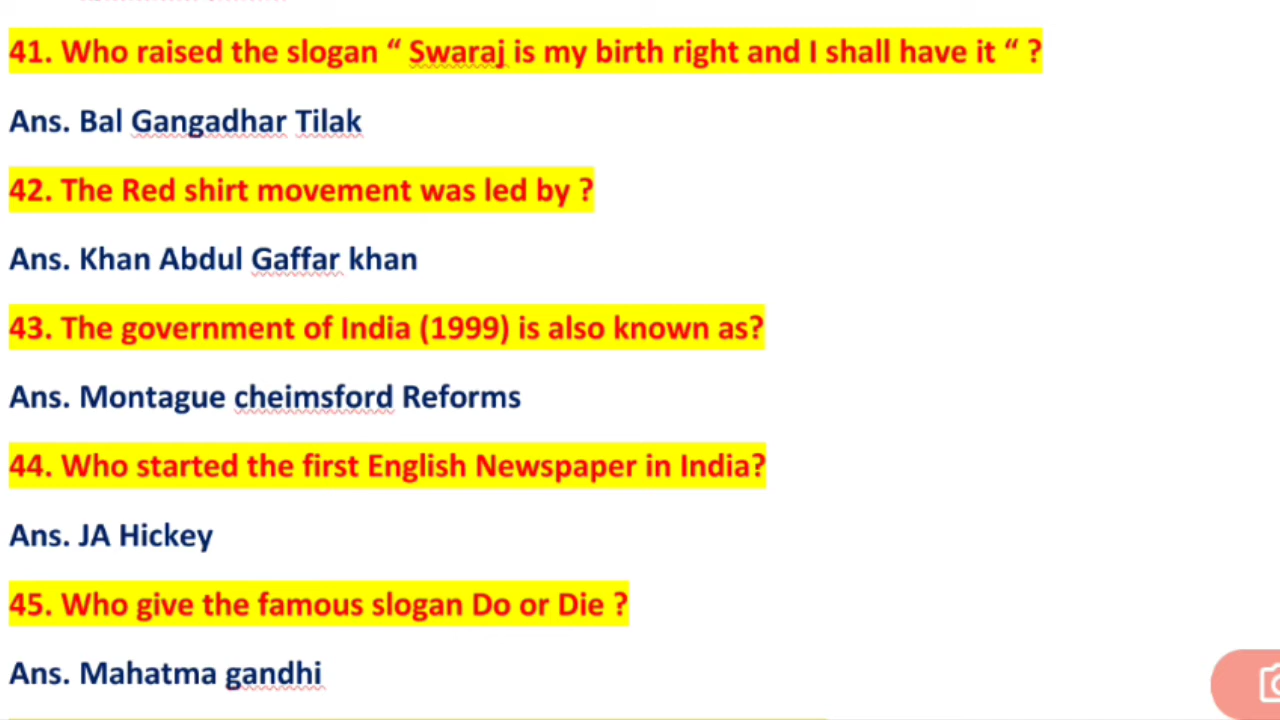 41. Who raised the slogan “ Swaraj is my birth right and I shall have it “ ?
Ans. Bal Gangadhar Tilak
42. The Red shirt movement was led by ?
Ans. Khan Abdul Gaffar khan
43. The government of India (1999) is also known as?
Ans. Montague cheimsford Reforms
44. Who started the first English Newspaper in India?
Ans. JA Hickey
45. Who give the famous slogan Do or Die ?
Ans. Mahatma gandhi